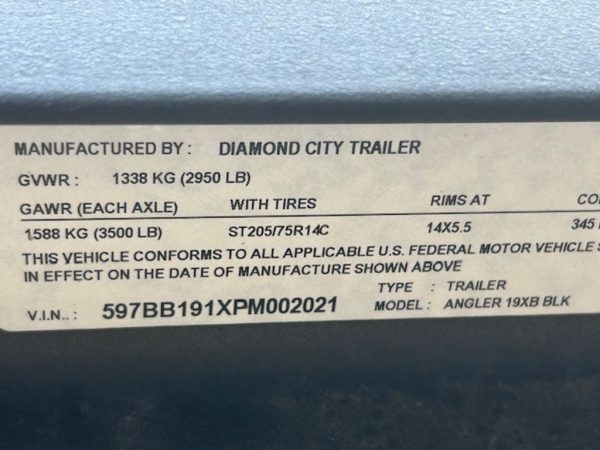 MANUFACTURED BY : DIAMOND CITY TRAILER
GVWR : 1338 KG (2950 LB)
GAWR (EACH AXLE) WITH TIRES RIMS AT CO
1588 KG (3500 LB) ST205/75R14C 14X5.5 345
THIS VEHICLE CONFORMS TO ALL APPLICABLE U.S. FEDERAL MOTOR VEHICLE S
IN EFFECT ON THE DATE OF MANUFACTURE SHOWN ABOVE
TYPE : TRAILER
V.I.N.. : 597BB191XPM002021 MODEL : ANGLER 19XB BLK